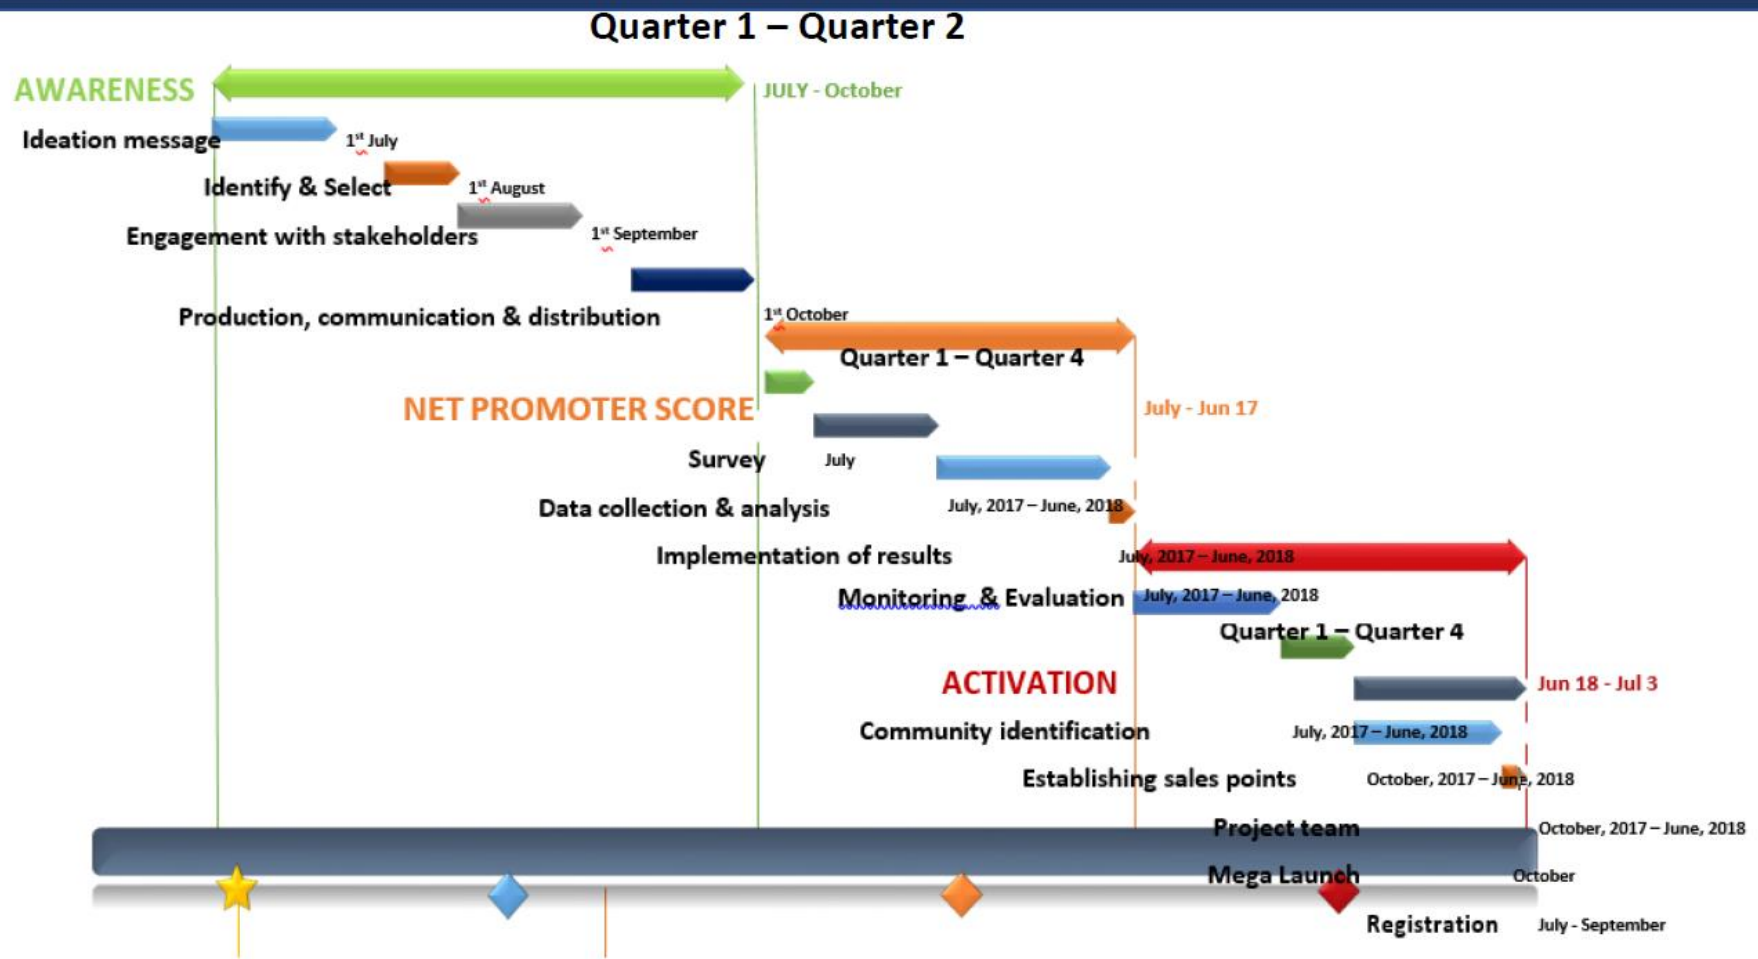 Quarter 1 – Quarter 2
AWARENESS
JULY - October
Ideation message
1st July
Identify & Select
1st August
Engagement with stakeholders
1st September
Production, communication & distribution
1st October
Quarter 1 – Quarter 4
NET PROMOTER SCORE
July - Jun 17
Survey
July
Data collection & analysis
July, 2017 – June, 2018
Implementation of results
July, 2017 – June, 2018
Monitoring & Evaluation
July, 2017 – June, 2018
Quarter 1 – Quarter 4
ACTIVATION
Jun 18 - Jul 3
Community identification
July, 2017 – June, 2018
Establishing sales points
October, 2017 – June, 2018
Project team
October, 2017 – June, 2018
Mega Launch
October
Registration
July - September